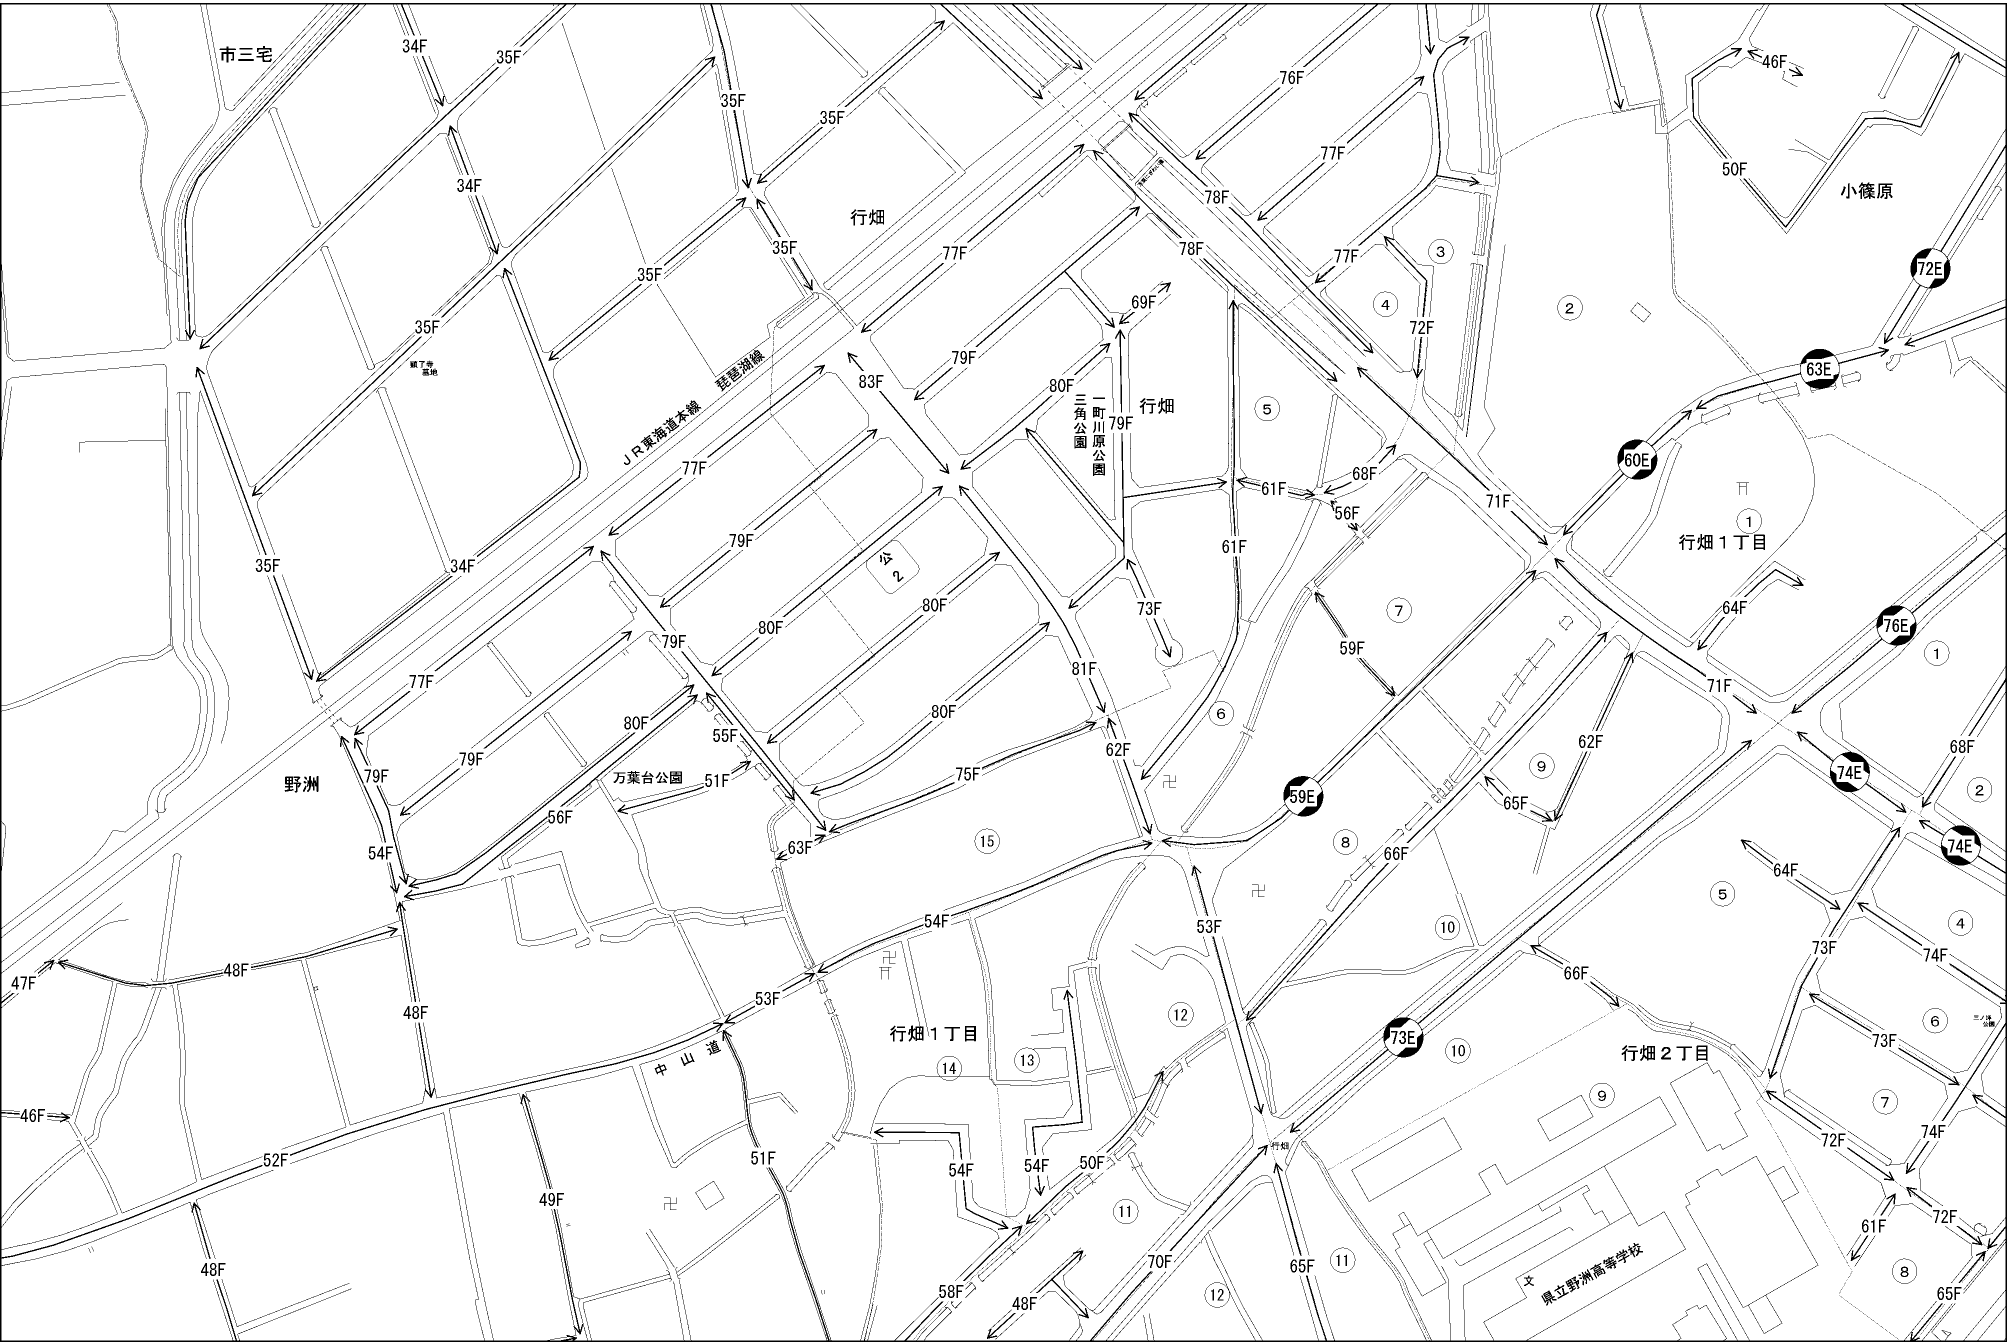 34F
35F
市三宅
35F
76F
46F
35F
77F
50F
34F
78F
小篠原
行畑
78F
35F
77F
77F
③
72E
35F
69F
④
②
35F
72F
79F
63E
琵琶湖線
83F
80F
一町川原公園
三角公園
79F
行畑
⑤
JR東海道本線
77F
68F
60E
61F
71F
56F
①
79F
行畑1丁目
61F
35F
34F
公
2
80F
73F
⑦
64F
76E
80F
79F
59F
①
81F
77F
71F
80F
80F
⑥
55F
62F
62F
68F
79F
75F
⑨
74E
野洲
79F
万葉台公園
51F
59E
65F
②
56F
63F
⑮
⑧
74E
54F
66F
64F
⑤
54F
53F
⑩
④
73F
74F
48F
66F
47F
53F
48F
⑫
⑥
三ノ澤
公園
行畑1丁目
73E
73F
中山道
⑬
⑩
行畑2丁目
⑭
⑨
⑦
46F
72F
74F
52F
51F
行畑
54F
54F
50F
49F
⑪
61F
72F
48F
70F
65F
⑪
県立野洲高等学校
文
⑧
58F
48F
⑫
65F